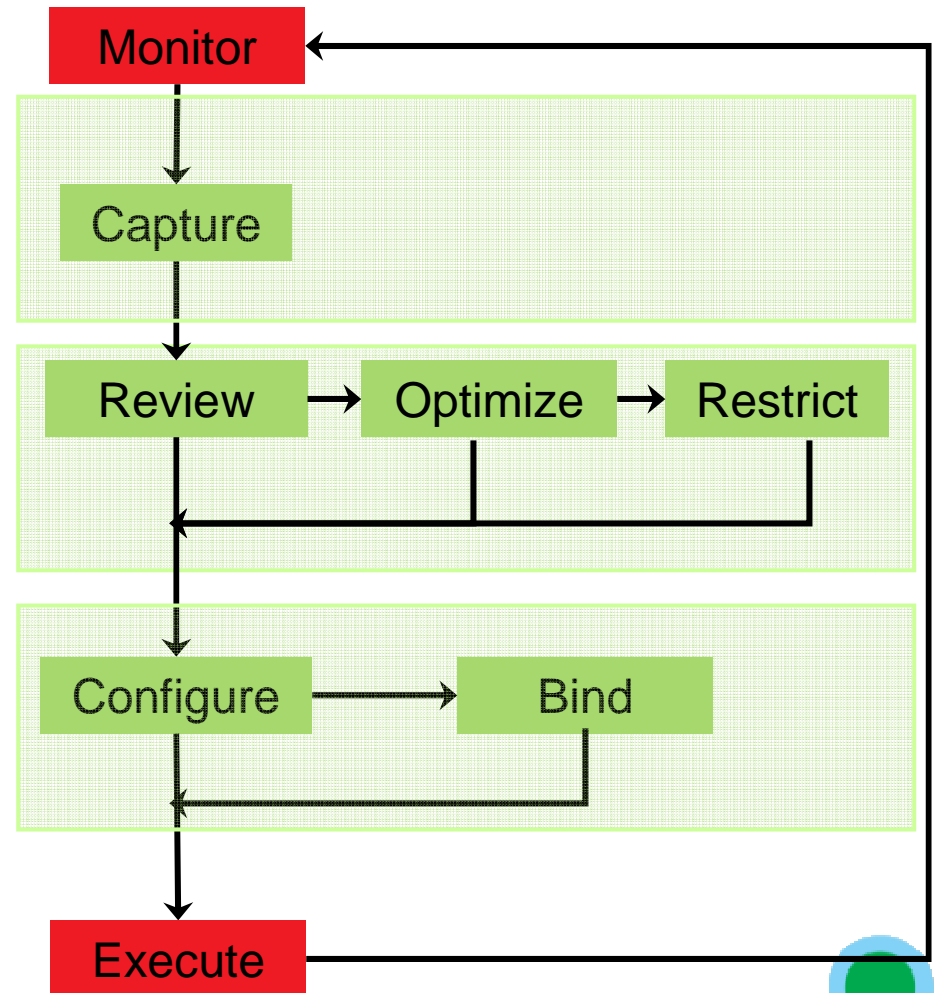 Monitor
Capture
Review
Optimize
Restrict
Configure
Bind
Execute